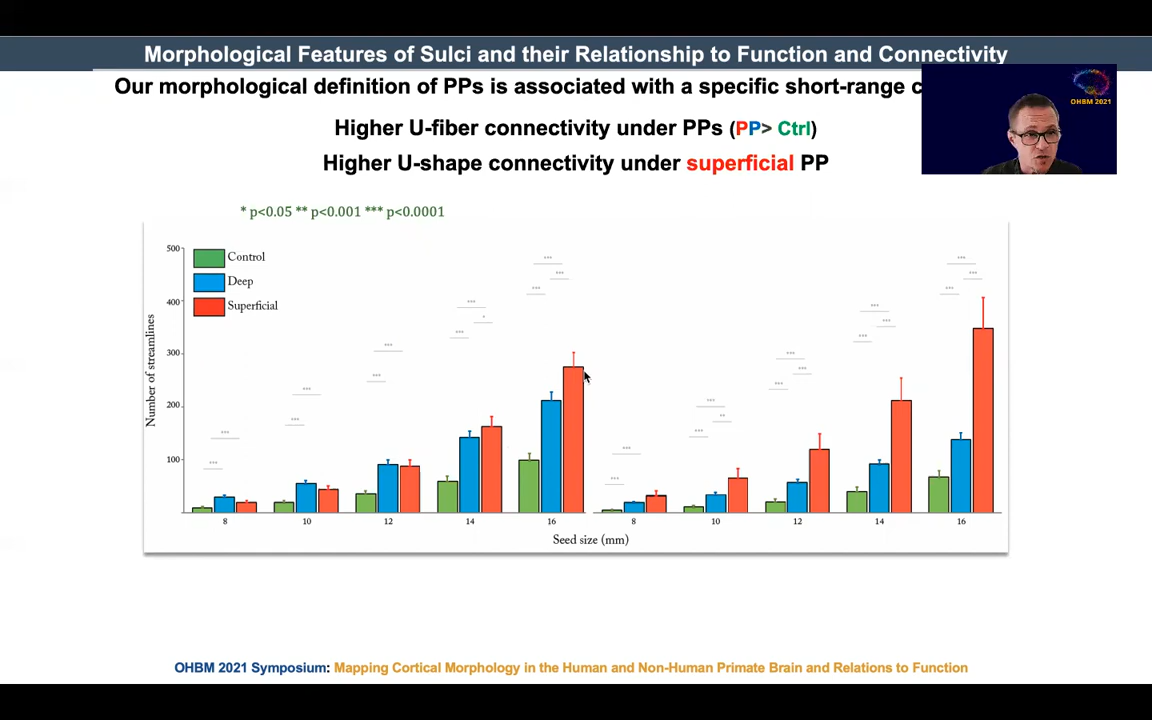 Morphological Features of Sulci and their Relationship to Function and Connectivity
Our morphological definition of PPs is associated with a specific short-range c
OHBM 2021
Higher U-fiber connectivity under PPs (PP> Ctrl)
Higher U-shape connectivity under superficial PP
* p<0.05 ** p<0.001 *** p<0.0001
Control
Deep
Superficial
Number of streamlines
500
400
300
200
100
*** *** *** *** *** *** *** *** * *** *** *** 
*** *** *** *** ** *** *** *** *** *** *** *** *** ***
8 10 12 14 16 8 10 12 14 16
Seed size (mm)
OHBM 2021 Symposium: Mapping Cortical Morphology in the Human and Non-Human Primate Brain and Relations to Function